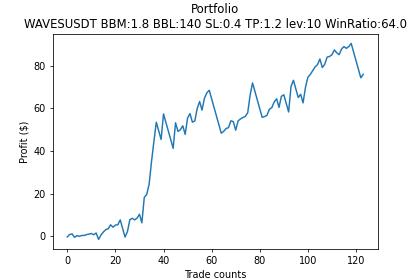 Portfolio
WAVESUSDT BBM:1.8 BBL:140 SL:0.4 TP:1.2 lev:10 WinRatio:64.0
Profit ($)
80
60
40
20
0
0 20 40 60 80 100 120
Trade counts